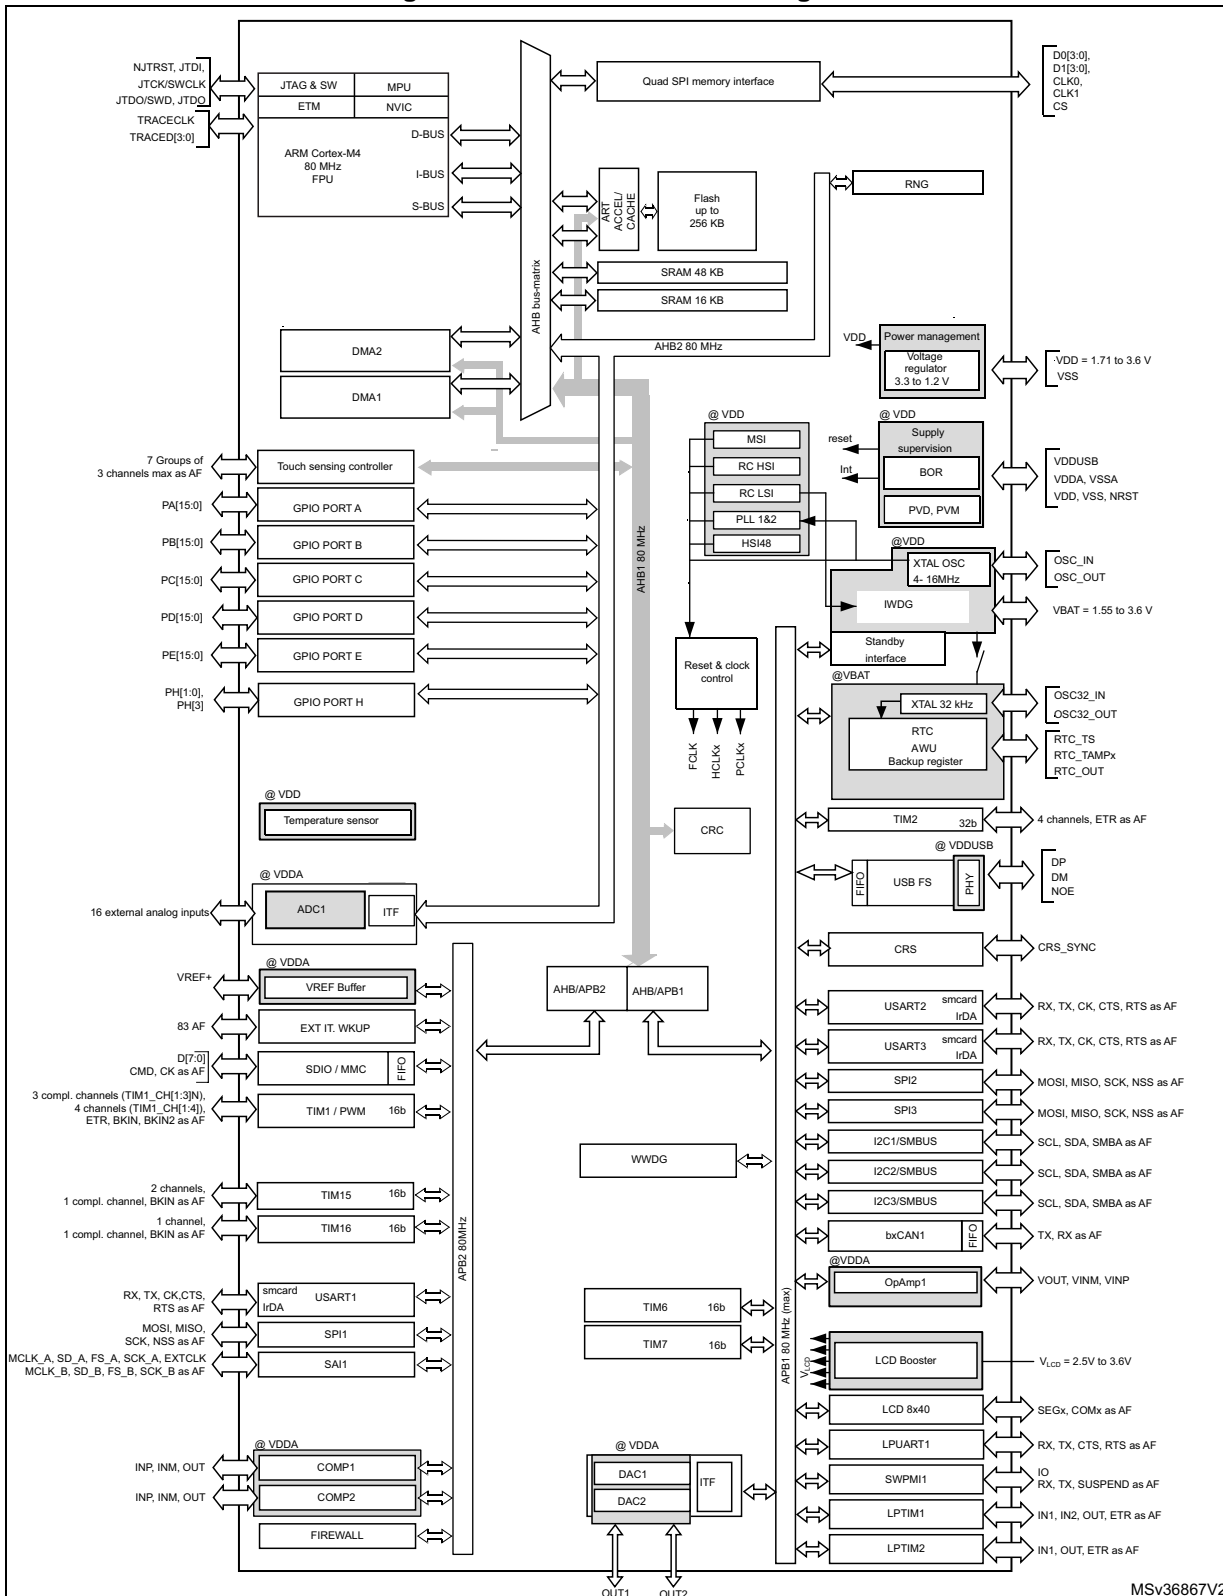 NJTRST, JTDI,
JTCK/SWCLK
JTDO/SWD, JTDO
TRACECLK
TRACED[3:0]
JTAG & SW
MPU
ETM
NVIC
ARM Cortex-M4
80 MHz
FPU
D-BUS
I-BUS
S-BUS
AHB bus-matrix
Quad SPI memory interface
D0[3:0],
D1[3:0],
CLK0,
CLK1
CS
ART
ACCEL/
CACHE
Flash
up to
256 KB
RNG
SRAM 48 KB
SRAM 16 KB
AHB2 80 MHz
DMA2
DMA1
VDD
Power management
Voltage
regulator
3.3 to 1.2 V
VDD = 1.71 to 3.6 V
VSS
@ VDD
MSI
RC HSI
RC LSI
PLL 1&2
HSI48
@ VDD
reset
Int
Supply
supervision
BOR
PVD, PVM
VDDUSB
VDDA, VSSA
VDD, VSS, NRST
7 Groups of
3 channels max as AF
Touch sensing controller
PA[15:0]
GPIO PORT A
PB[15:0]
GPIO PORT B
PC[15:0]
GPIO PORT C
PD[15:0]
GPIO PORT D
PE[15:0]
GPIO PORT E
PH[1:0],
PH[3]
GPIO PORT H
AHB1 80 MHz
@VDD
XTAL OSC
4- 16MHz
IWDG
OSC_IN
OSC_OUT
VBAT = 1.55 to 3.6 V
Standby
interface
Reset & clock
control
FCLK
HCLKx
PCLKx
@VBAT
XTAL 32 kHz
RTC
AWU
Backup register
OSC32_IN
OSC32_OUT
RTC_TS
RTC_TAMPx
RTC_OUT
@ VDD
Temperature sensor
CRC
TIM2
32b
4 channels, ETR as AF
@ VDDUSB
FIFO
USB FS
PHY
DP
DM
NOE
@ VDDA
16 external analog inputs
ADC1
ITF
CRS
CRS_SYNC
@ VDDA
VREF+
VREF Buffer
AHB/APB2
AHB/APB1
83 AF
EXT IT. WKUP
D[7:0]
CMD, CK as AF
SDIO / MMC
FIFO
3 compl. channels (TIM1_CH[1:3]N),
4 channels (TIM1_CH[1:4]),
ETR, BKIN, BKIN2 as AF
TIM1 / PWM
16b
2 channels,
1 compl. channel, BKIN as AF
TIM15
16b
1 channel,
1 compl. channel, BKIN as AF
TIM16
16b
APB2 80MHz
RX, TX, CK,CTS,
RTS as AF
smcard
IrDA
USART1
MOSI, MISO,
SCK, NSS as AF
SPI1
MCLK_A, SD_A, FS_A, SCK_A, EXTCLK
MCLK_B, SD_B, FS_B, SCK_B as AF
SAI1
@ VDDA
INP, INM, OUT
COMP1
INP, INM, OUT
COMP2
FIREWALL
USART2
smcard
IrDA
RX, TX, CK, CTS, RTS as AF
USART3
smcard
IrDA
RX, TX, CK, CTS, RTS as AF
SPI2
MOSI, MISO, SCK, NSS as AF
SPI3
MOSI, MISO, SCK, NSS as AF
WWDG
I2C1/SMBUS
SCL, SDA, SMBA as AF
I2C2/SMBUS
SCL, SDA, SMBA as AF
I2C3/SMBUS
SCL, SDA, SMBA as AF
bxCAN1
FIFO
TX, RX as AF
@VDDA
OpAmp1
VOUT, VINM, VINP
TIM6
16b
TIM7
16b
APB1 80 MHz (max)
VLCD
LCD Booster
VLCD = 2.5V to 3.6V
LCD 8x40
SEGx, COMx as AF
LPUART1
RX, TX, CTS, RTS as AF
@ VDDA
DAC1
DAC2
ITF
OUT1
OUT2
SWPMI1
IO
RX, TX, SUSPEND as AF
LPTIM1
IN1, IN2, OUT, ETR as AF
LPTIM2
IN1, OUT, ETR as AF
MSv36867V2